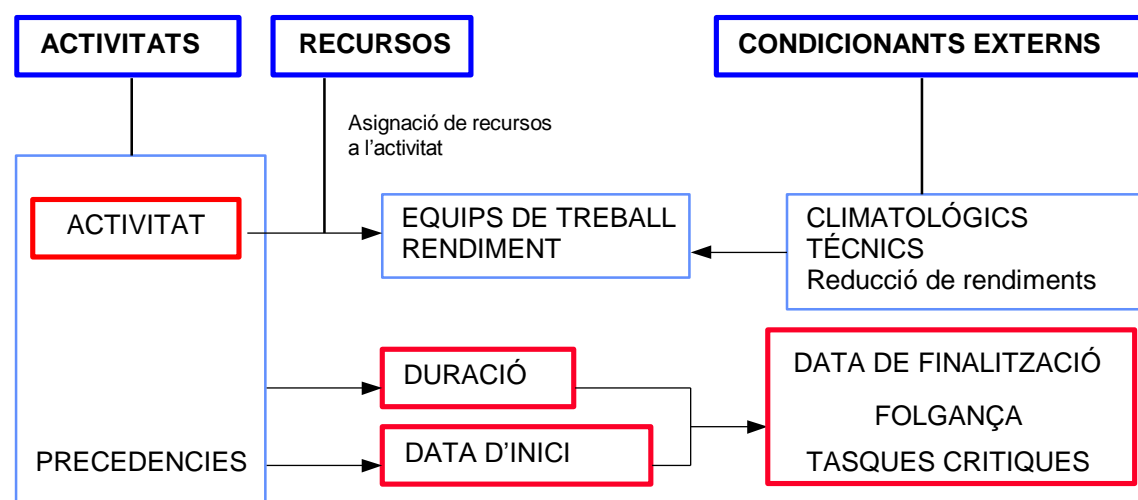 ACTIVITATS
RECURSOS
CONDICIONANTS EXTERNS
Asignació de recursos
a l’activitat
ACTIVITAT
EQUIPS DE TREBALL
RENDIMENT
CLIMATOLÓGICS
TÉCNICS
Reducció de rendiments
DURACIÓ
DATA D’INICI
PRECEDENCIES
DATA DE FINALITZACIÓ
FOLGANÇA
TASQUES CRITIQUES